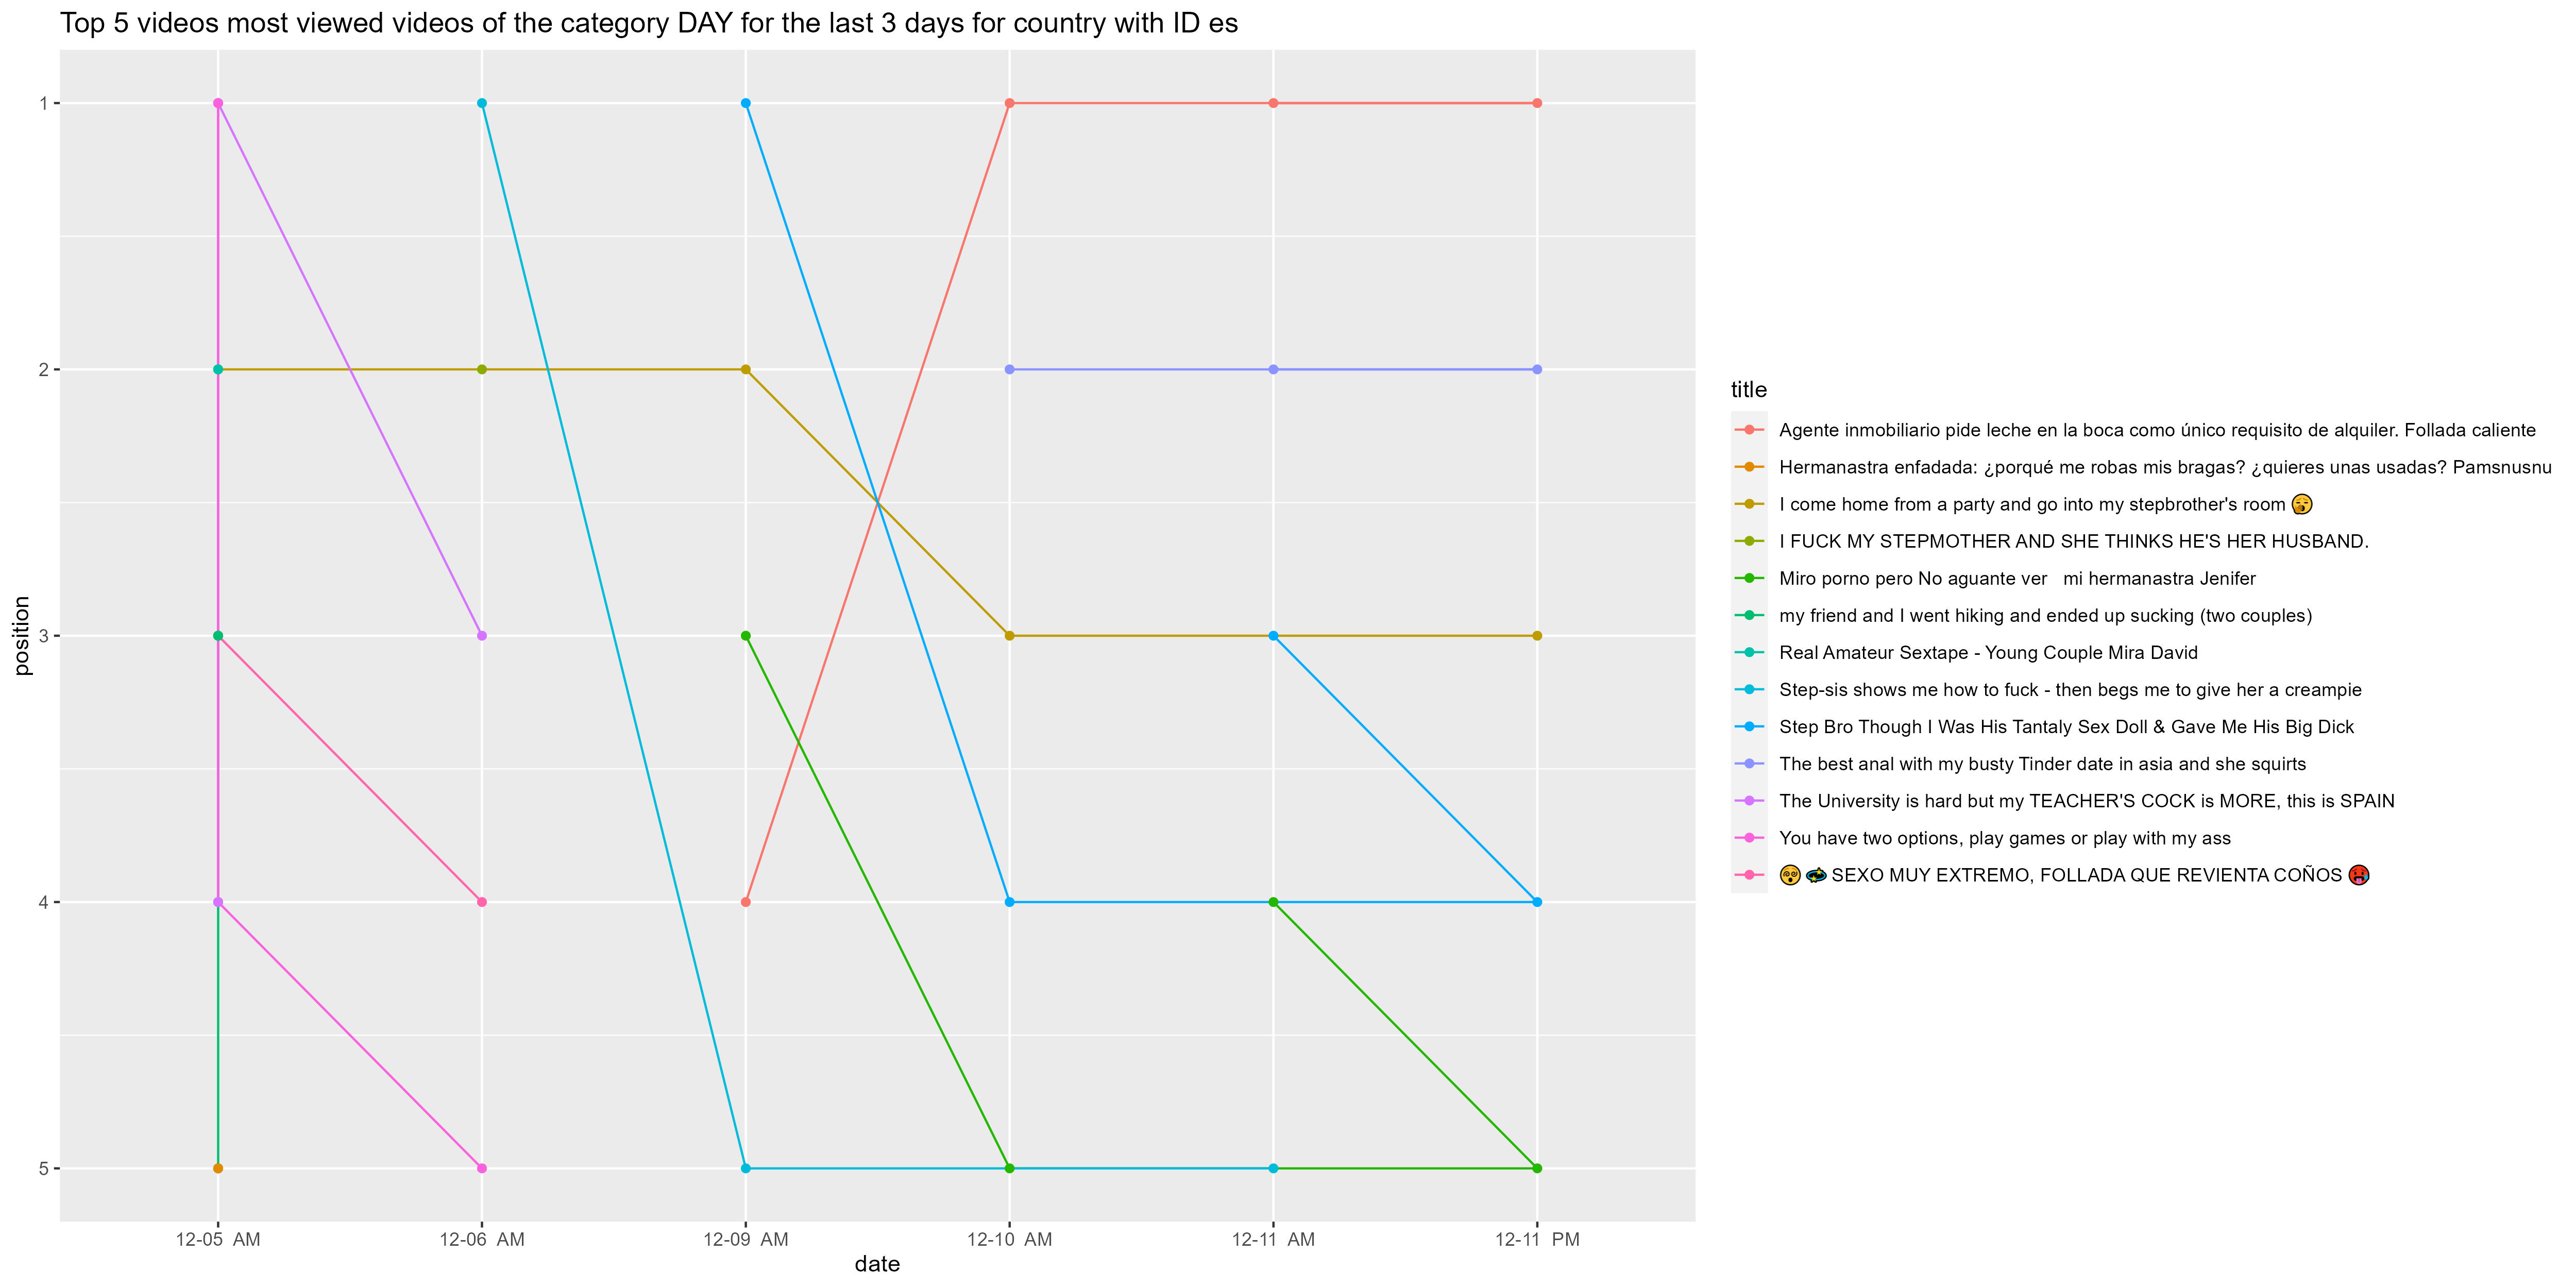 Top 5 videos most viewed videos of the category DAY for the last 3 days for country with ID es
position
1
2
3
4
5
12-05 AM
12-06 AM
12-09 AM
12-10 AM
12-11 AM
12-11 PM
date
title
Agente inmobiliario pide leche en la boca como único requisito de alquiler. Follada caliente
Hermanastra enfadada: ¿porqué me robas mis bragas? ¿quieres unas usadas? Pamsnusnu
I come home from a party and go into my stepbrother's room 🥱
I FUCK MY STEPMOTHER AND SHE THINKS HE'S HER HUSBAND.
Miro porno pero No aguante ver   mi hermanastra Jenifer
my friend and I went hiking and ended up sucking (two couples)
Real Amateur Sextape - Young Couple Mira David
Step-sis shows me how to fuck - then begs me to give her a creampie
Step Bro Though I Was His Tantaly Sex Doll & Gave Me His Big Dick
The best anal with my busty Tinder date in asia and she squirts
The University is hard but my TEACHER'S COCK is MORE, this is SPAIN
You have two options, play games or play with my ass
😵‍💫 SEXO MUY EXTREMO, FOLLADA QUE REVIENTA COÑOS 🥵